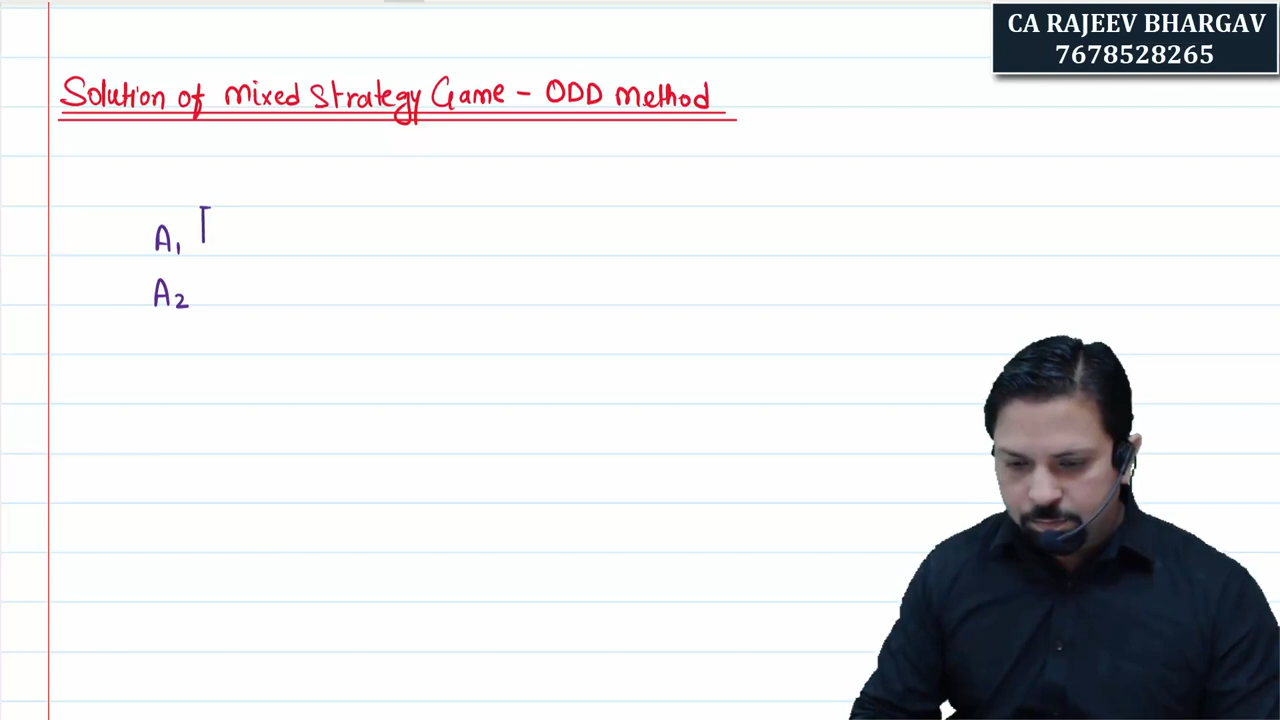 CA RAJEEV BHARGAV
7678528265
Solution of mixed Strategy Game - ODD method
A1 [
A2